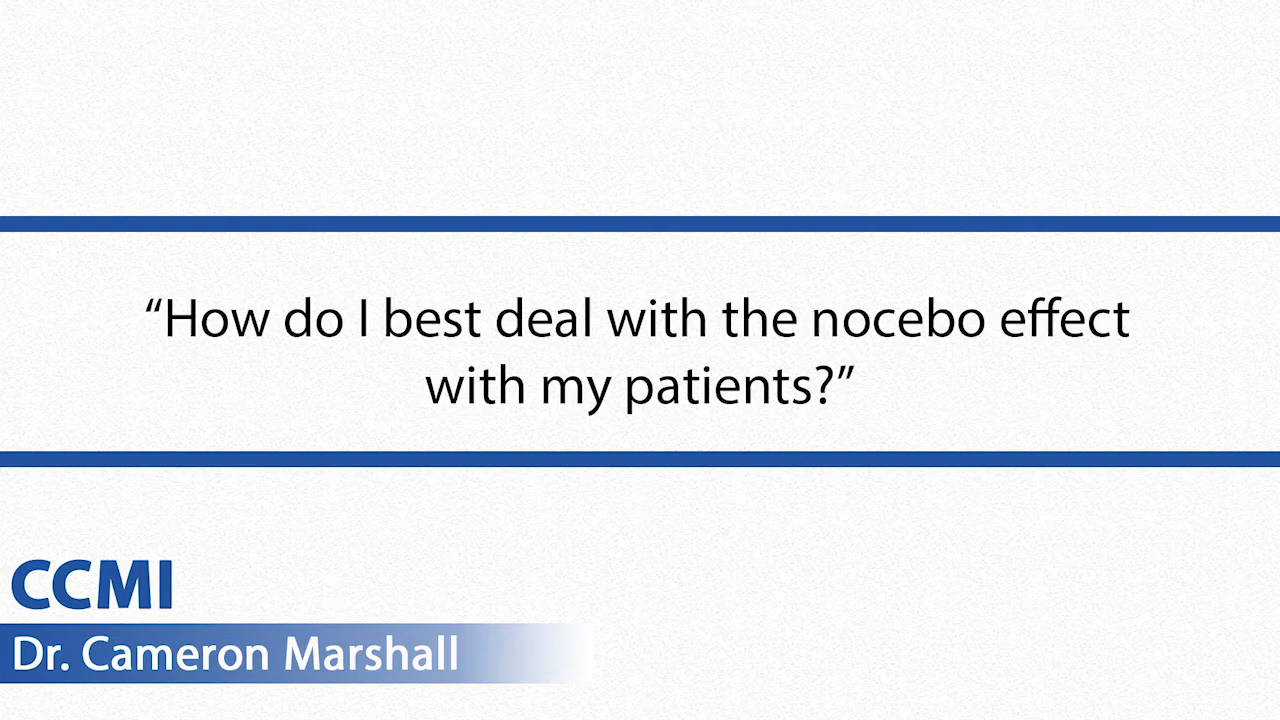 “How do I best deal with the nocebo effect
with my patients?”
CCMI
Dr. Cameron Marshall